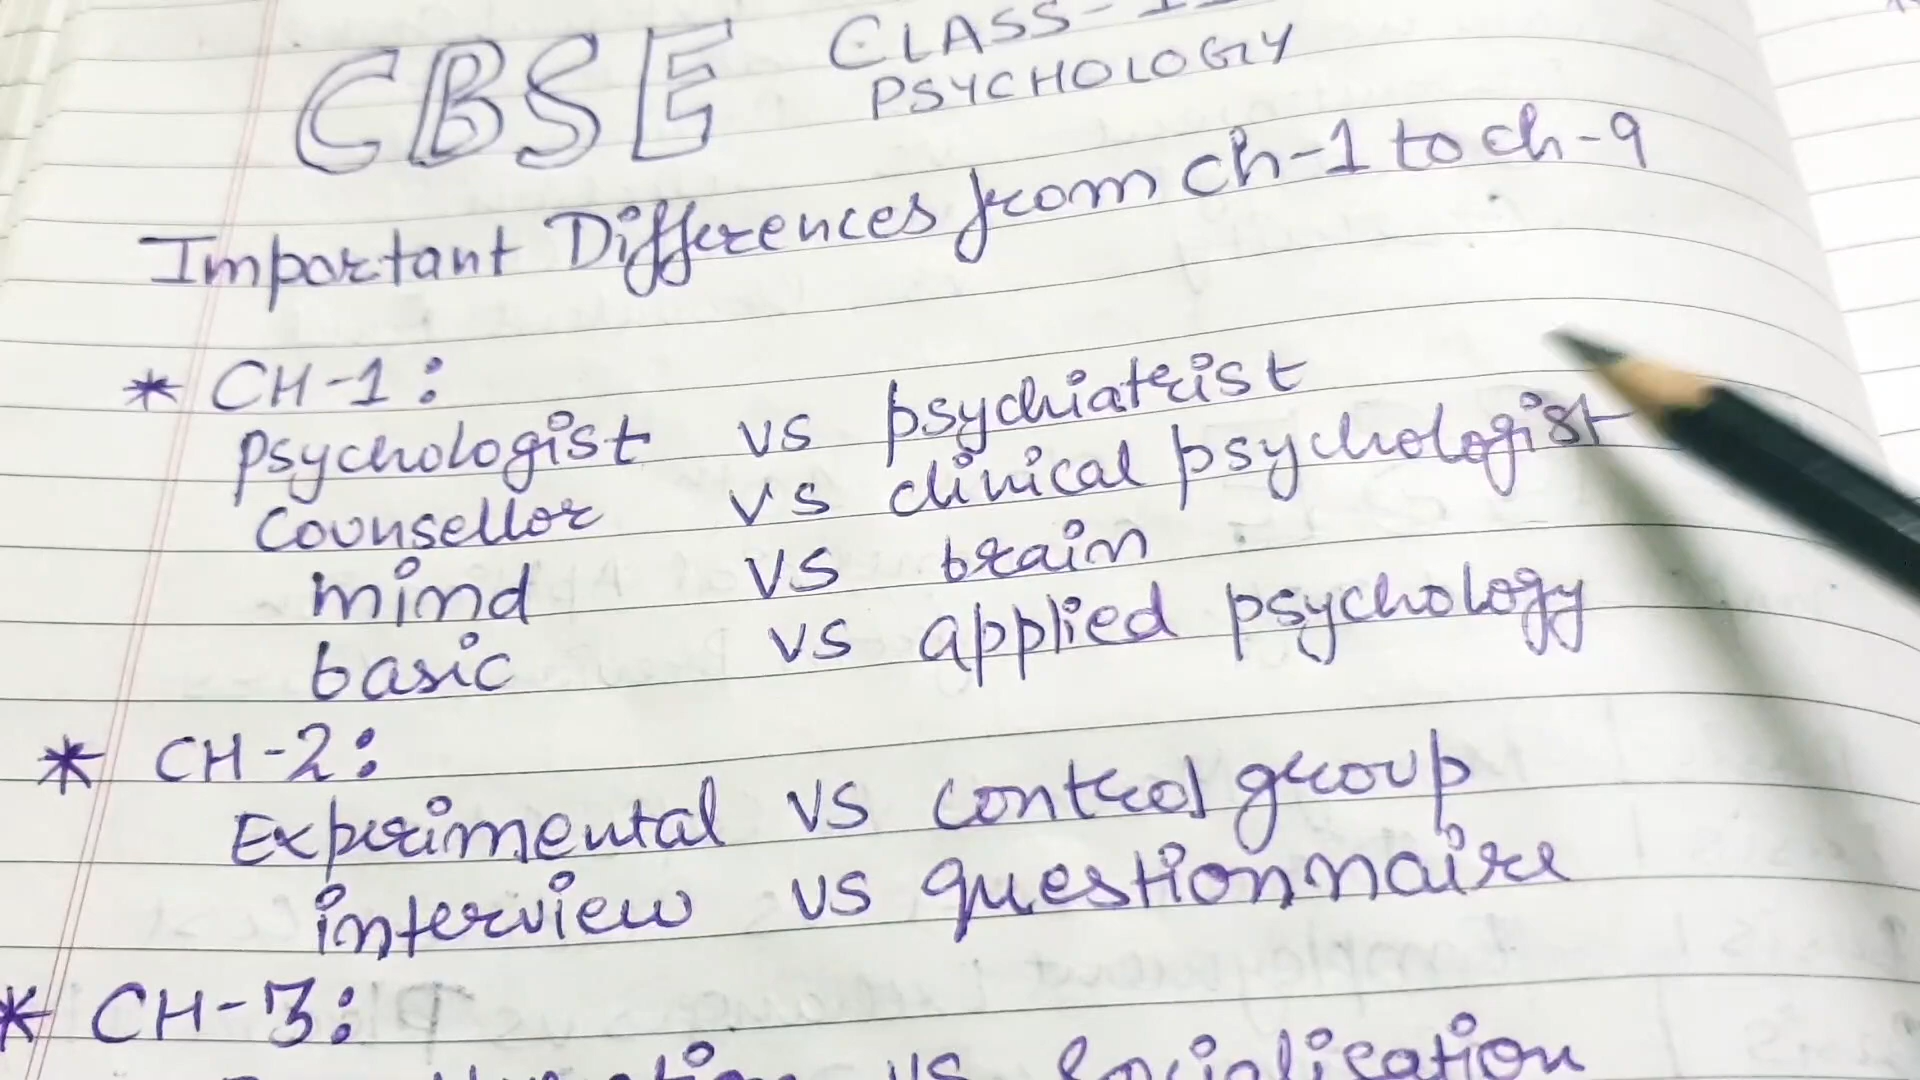 CBSE CLASS-
PSYCHOLOGY
Important Differences from ch-1 to ch-9
* CH-1:
psychologist vs psychiatrist
Counsellor vs clinical psychologist
mind vs brain
basic vs applied psychology
* CH-2:
Experimental vs control group
interview vs questionnaire
* CH-3:
vs